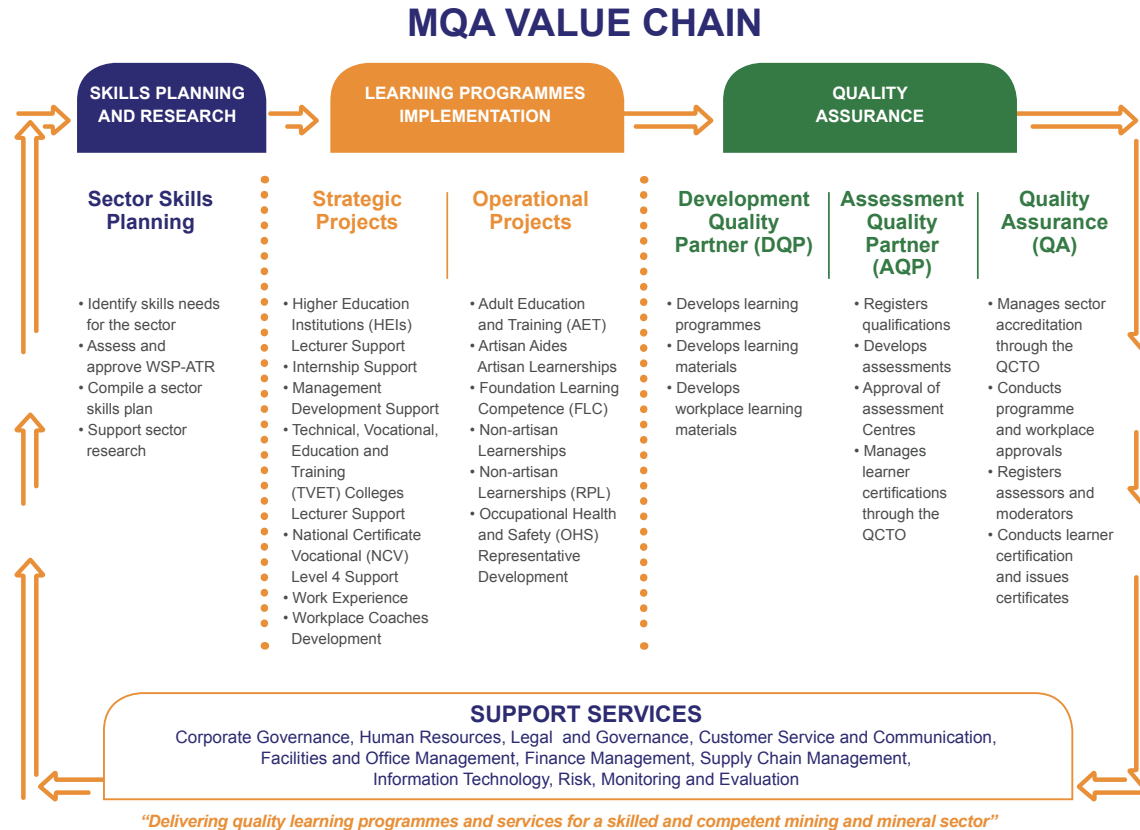 MQA VALUE CHAIN
SKILLS PLANNING
AND RESEARCH
LEARNING PROGRAMMES
IMPLEMENTATION
QUALITY
ASSURANCE
Sector Skills
Planning
• Identify skills needs
for the sector
• Assess and
approve WSP-ATR
• Compile a sector
skills plan
• Support sector
research
Strategic
Projects
• Higher Education
Institutions (HEIs)
Lecturer Support
• Internship Support
• Management
Development Support
• Technical, Vocational,
Education and
Training
(TVET) Colleges
Lecturer Support
• National Certificate
Vocational (NCV)
Level 4 Support
• Work Experience
• Workplace Coaches
Development
Operational
Projects
• Adult Education
and Training (AET)
• Artisan Aides
Artisan Learnerships
• Foundation Learning
Competence (FLC)
• Non-artisan
Learnerships
• Non-artisan
Learnerships (RPL)
• Occupational Health
and Safety (OHS)
Representative
Development
Development
Quality
Partner (DQP)
• Develops learning
programmes
• Develops learning
materials
• Develops
workplace learning
materials
Assessment
Quality
Partner
(AQP)
• Registers
qualifications
• Develops
assessments
• Approval of
assessment
Centres
• Manages
learner
certifications
through the
QCTO
Quality
Assurance
(QA)
• Manages sector
accreditation
through the
QCTO
• Conducts
programme
and workplace
approvals
• Registers
assessors and
moderators
• Conducts learner
certification
and issues
certificates
SUPPORT SERVICES
Corporate Governance, Human Resources, Legal and Governance, Customer Service and Communication,
Facilities and Office Management, Finance Management, Supply Chain Management,
Information Technology, Risk, Monitoring and Evaluation
“Delivering quality learning programmes and services for a skilled and competent mining and mineral sector”